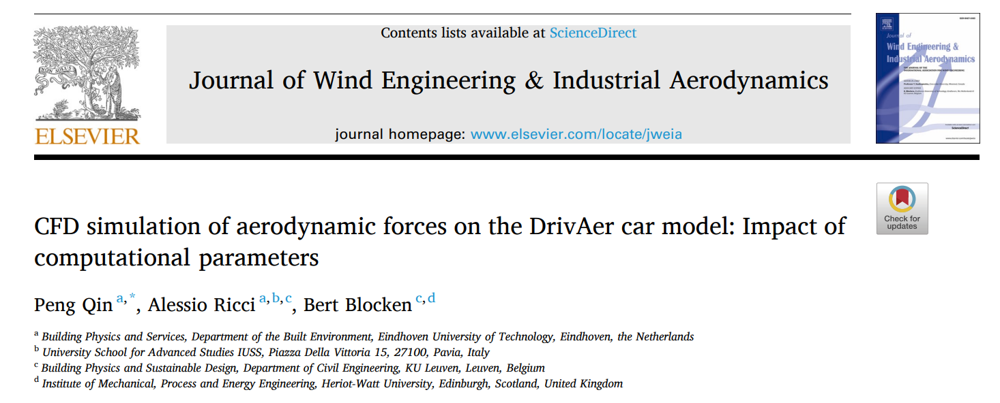 Contents lists available at ScienceDirect
Journal of Wind Engineering & Industrial Aerodynamics
journal homepage: www.elsevier.com/locate/jweia
NON SOLUS
ELSEVIER
Journal of
Wind Engineering &
Industrial Aerodynamics
ScienceDirect
Check for
updates
CFD simulation of aerodynamic forces on the DrivAer car model: Impact of
computational parameters
Peng Qin a,*, Alessio Ricci a,b,c, Bert Blocken c,d
a Building Physics and Services, Department of the Built Environment, Eindhoven University of Technology, Eindhoven, the Netherlands
b University School for Advanced Studies IUSS, Piazza Della Vittoria 15, 27100, Pavia, Italy
c Building Physics and Sustainable Design, Department of Civil Engineering, KU Leuven, Leuven, Belgium
d Institute of Mechanical, Process and Energy Engineering, Heriot-Watt University, Edinburgh, Scotland, United Kingdom